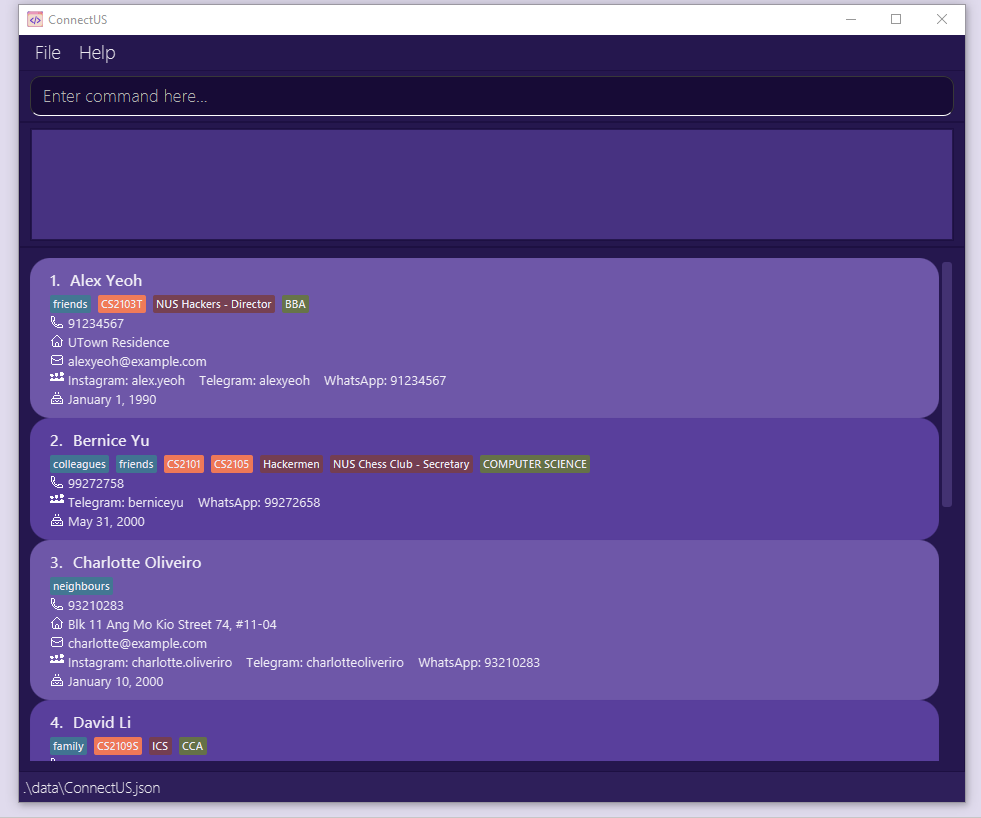 ConnectUS
File Help
Enter command here...
1. Alex Yeoh
friends CS2103T NUS Hackers - Director BBA
91234567
UTown Residence
alexyeoh@example.com
Instagram: alex.yeoh Telegram: alexyeoh WhatsApp: 91234567
January 1, 1990
2. Bernice Yu
colleagues friends CS2101 CS2105 Hackermen NUS Chess Club - Secretary COMPUTER SCIENCE
99272758
Telegram: berniceyu WhatsApp: 99272658
May 31, 2000
3. Charlotte Oliveiro
neighbours
93210283
Blk 11 Ang Mo Kio Street 74, #11-04
charlotte@example.com
Instagram: charlotte.oliveriro Telegram: charlotteoliveriro WhatsApp: 93210283
January 10, 2000
4. David Li
family CS2109S ICS CCA
.\data\ConnectUS.json